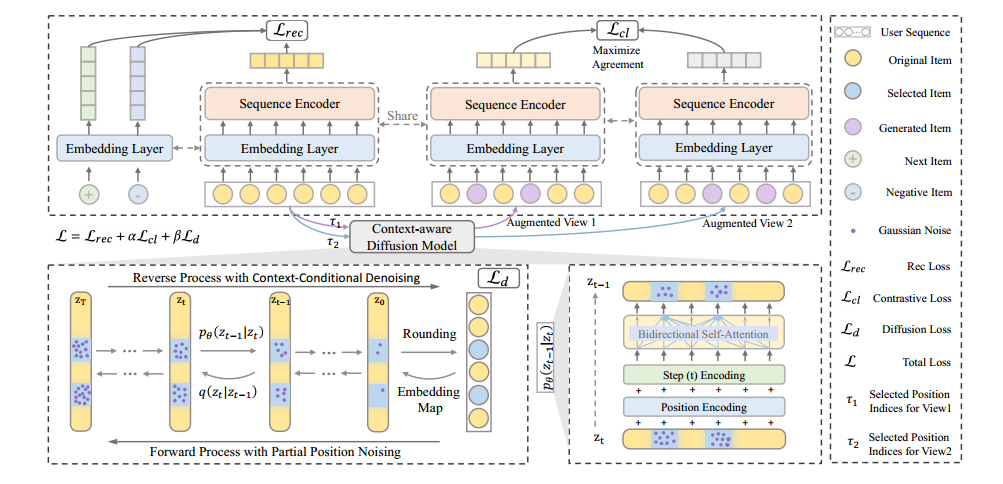 ℒrec
ℒcl
Maximize
Agreement
Sequence Encoder
Sequence Encoder
Sequence Encoder
Share
Embedding Layer
Embedding Layer
Embedding Layer
Embedding Layer
+
-
τ1
τ2
Context-aware
Diffusion Model
Augmented View 1
Augmented View 2
ℒ = ℒrec + αℒcl + βℒd
Reverse Process with Context-Conditional Denoising
ℒd
zT
zt
zt−1
z0
pθ(zt−1|zt)
Rounding
...
...
...
...
q(zt|zt−1)
Embedding
Map
Forward Process with Partial Position Noising
pθ(zt−1|zt)
zt−1
Bidirectional Self-Attention
Step (t) Encoding
+ + + + + +
Position Encoding
+ + + + + +
zt
User Sequence
Original Item
Selected Item
Generated Item
+ Next Item
- Negative Item
Gaussian Noise
ℒrec Rec Loss
ℒcl Contrastive Loss
ℒd Diffusion Loss
ℒ Total Loss
τ1 Selected Position
Indices for View1
τ2 Selected Position
Indices for View2